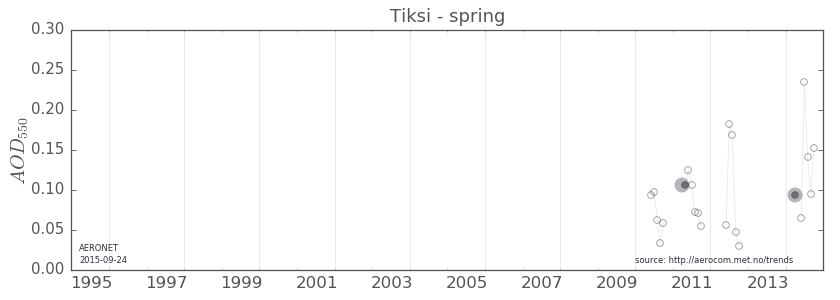 Tiksi - spring
AOD550
0.30
0.25
0.20
0.15
0.10
0.05
0.00
AERONET
2015-09-24
source: http://aerocom.met.no/trends
1995 1997 1999 2001 2003 2005 2007 2009 2011 2013